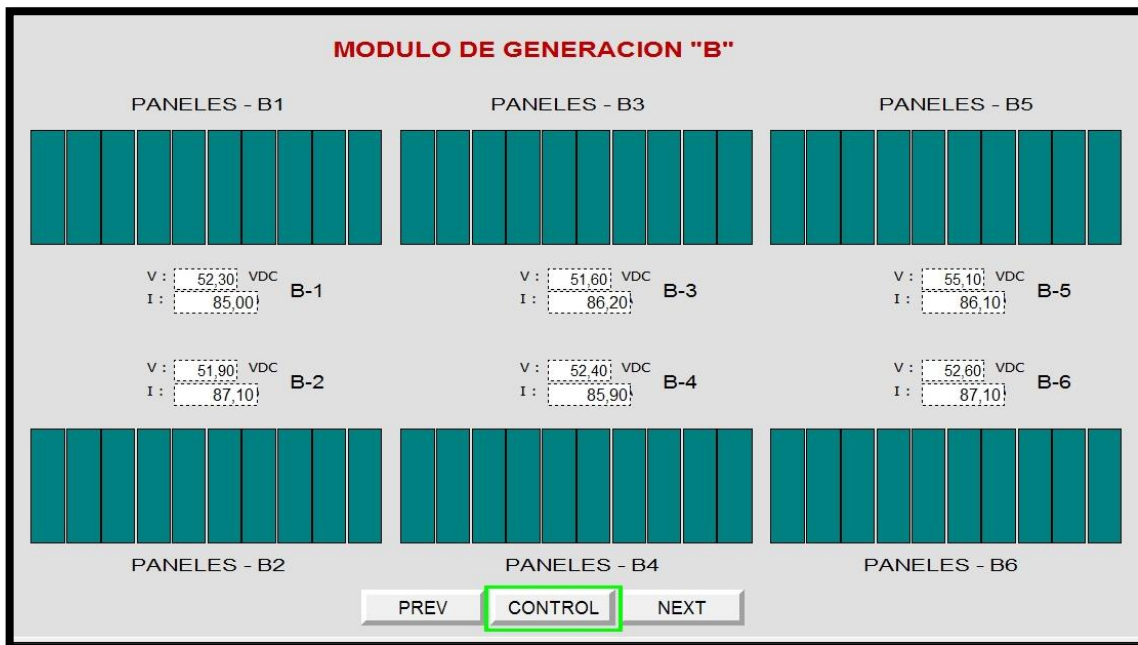 MODULO DE GENERACION "B"
PANELES - B1 PANELES - B3 PANELES - B5
V : 52,30 VDC B-1 V : 51,60 VDC B-3 V : 55,10 VDC B-5
I : 85,00 I : 86,20 I : 86,10
V : 51,90 VDC B-2 V : 52,40 VDC B-4 V : 52,60 VDC B-6
I : 87,10 I : 85,90 I : 87,10
PANELES - B2 PANELES - B4 PANELES - B6
PREV CONTROL NEXT